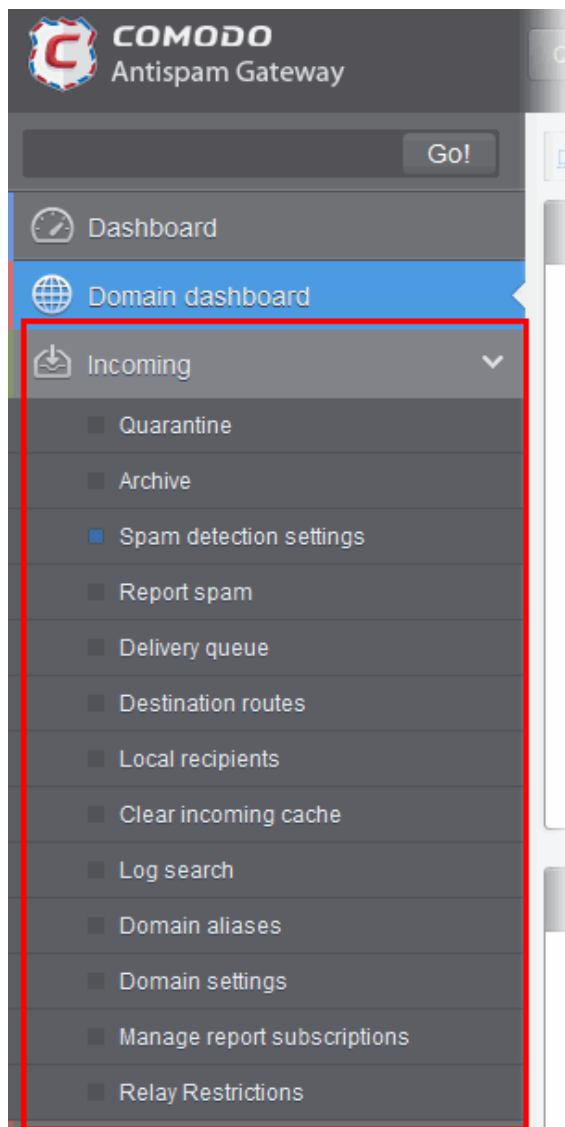 COMODO
Antispam Gateway
Go!
Dashboard
Domain dashboard
Incoming
Quarantine
Archive
Spam detection settings
Report spam
Delivery queue
Destination routes
Local recipients
Clear incoming cache
Log search
Domain aliases
Domain settings
Manage report subscriptions
Relay Restrictions